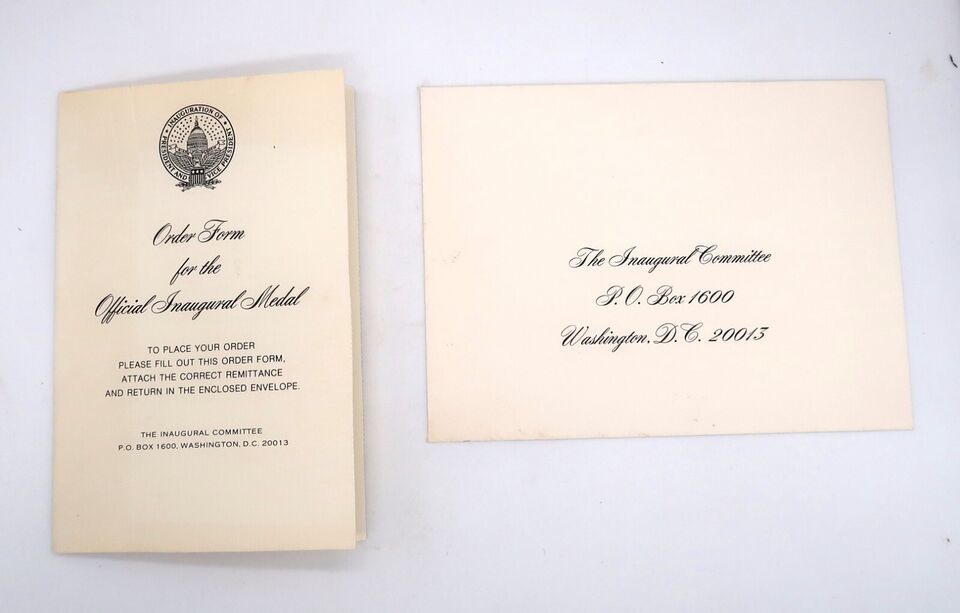 INAUGURATION OF
PRESIDENT AND VICE PRESIDENT
Order Form
for the
Official Inaugural Medal
TO PLACE YOUR ORDER
PLEASE FILL OUT THIS ORDER FORM,
ATTACH THE CORRECT REMITTANCE
AND RETURN IN THE ENCLOSED ENVELOPE.
THE INAUGURAL COMMITTEE
P.O. BOX 1600, WASHINGTON, D.C. 20013
The Inaugural Committee
P. O. Box 1600
Washington, D.C. 20013